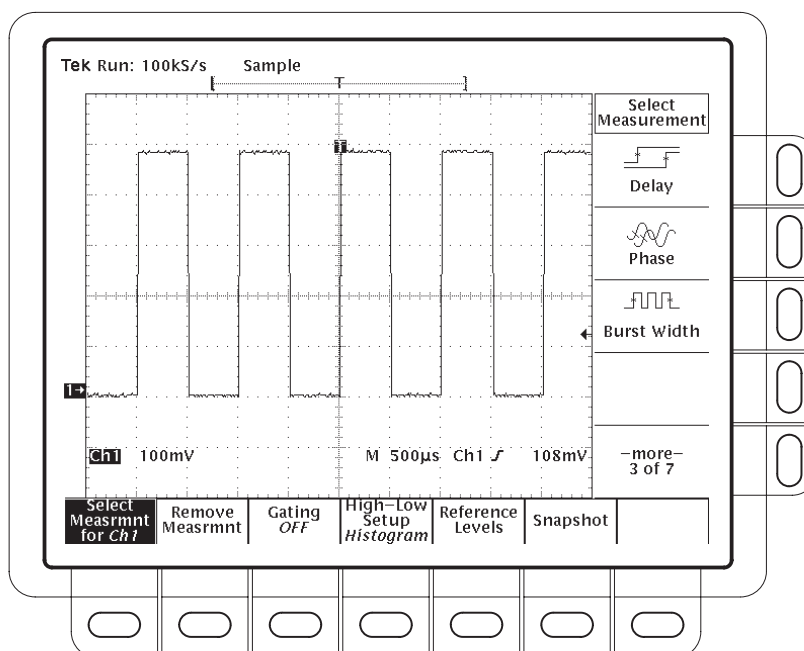 Tek Run: 100kS/s Sample
T
T
1→
Ch1 100mV M 500µs Ch1 108mV
Select
Measurement
Delay
Phase
Burst Width
–more–
3 of 7
Select
Measrmnt
for Ch1
Remove
Measrmnt
Gating
OFF
High–Low
Setup
Histogram
Reference
Levels
Snapshot